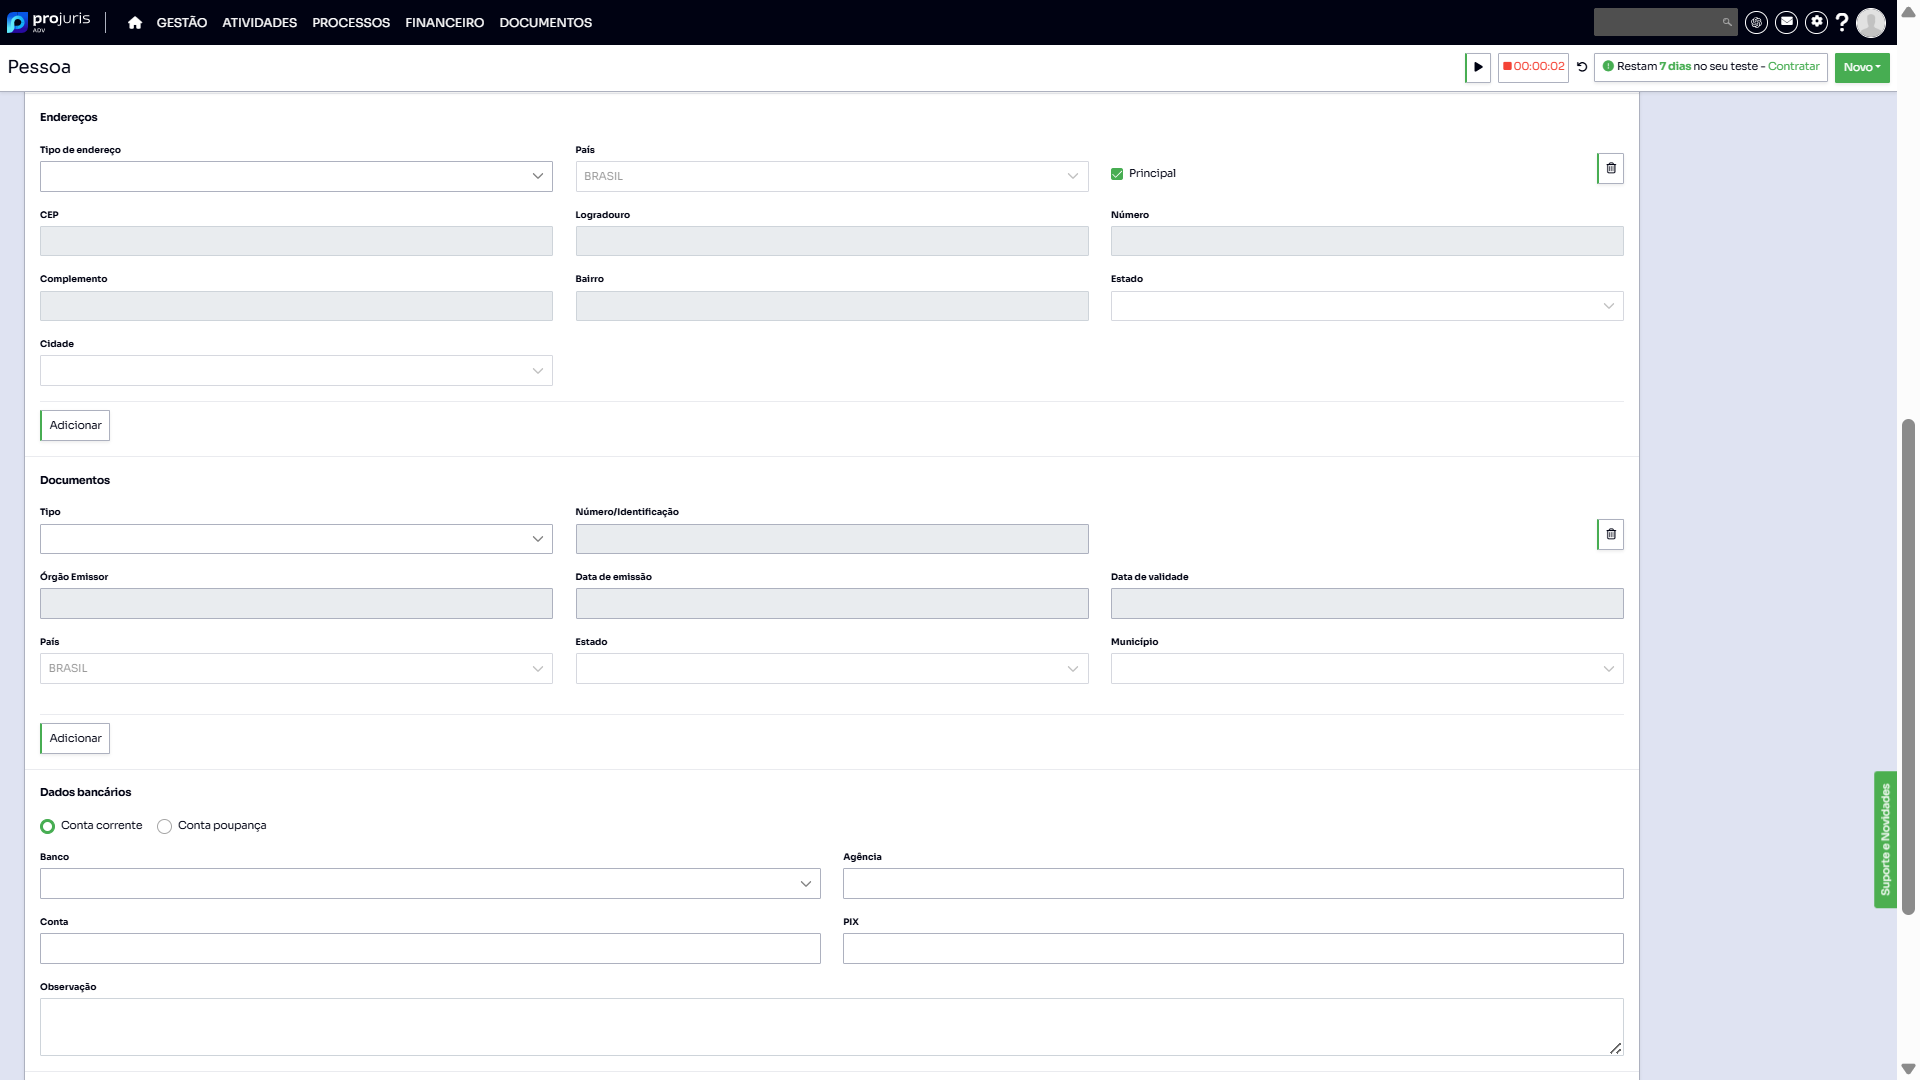 projuris
ADV
GESTÃO ATIVIDADES PROCESSOS FINANCEIRO DOCUMENTOS
?
Pessoa
00:00:02
Restam 7 dias no seu teste - Contratar
Novo
Endereços
Tipo de endereço País
BRASIL
Principal
CEP Logradouro Número
Complemento Bairro Estado
Cidade
Adicionar
Documentos
Tipo Número/Identificação
Órgão Emissor Data de emissão Data de validade
País Estado Município
BRASIL
Adicionar
Dados bancários
Conta corrente Conta poupança
Banco Agência
Conta PIX
Observação
Suporte e Novidades